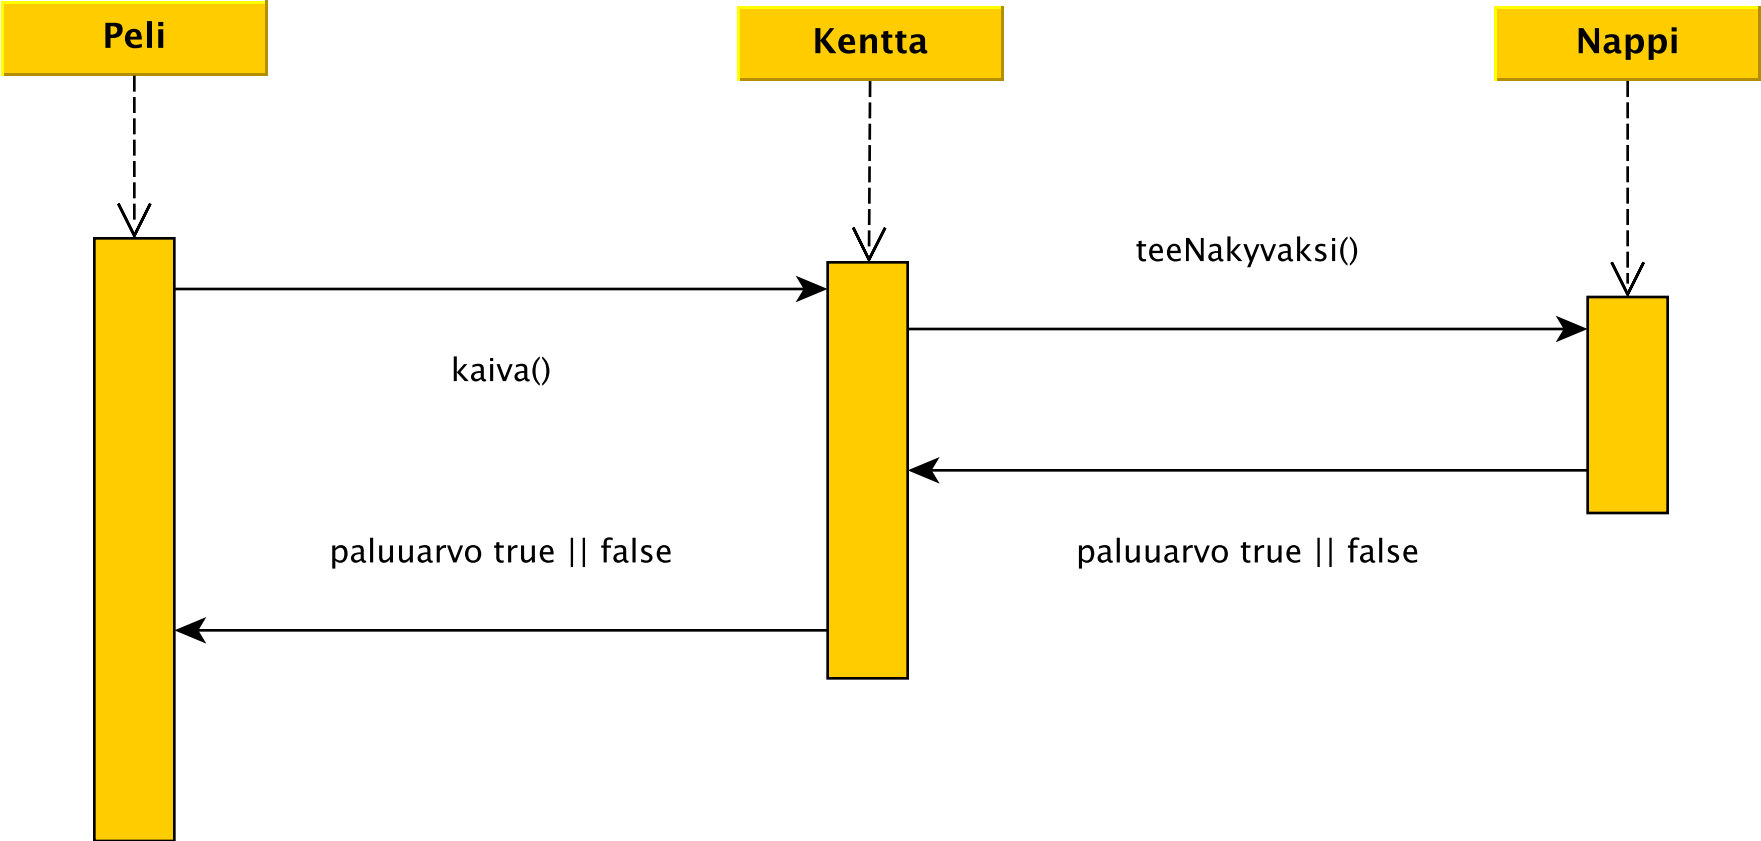 Peli
Kentta
Nappi
teeNakyvaksi()
kaiva()
paluuarvo true || false
paluuarvo true || false